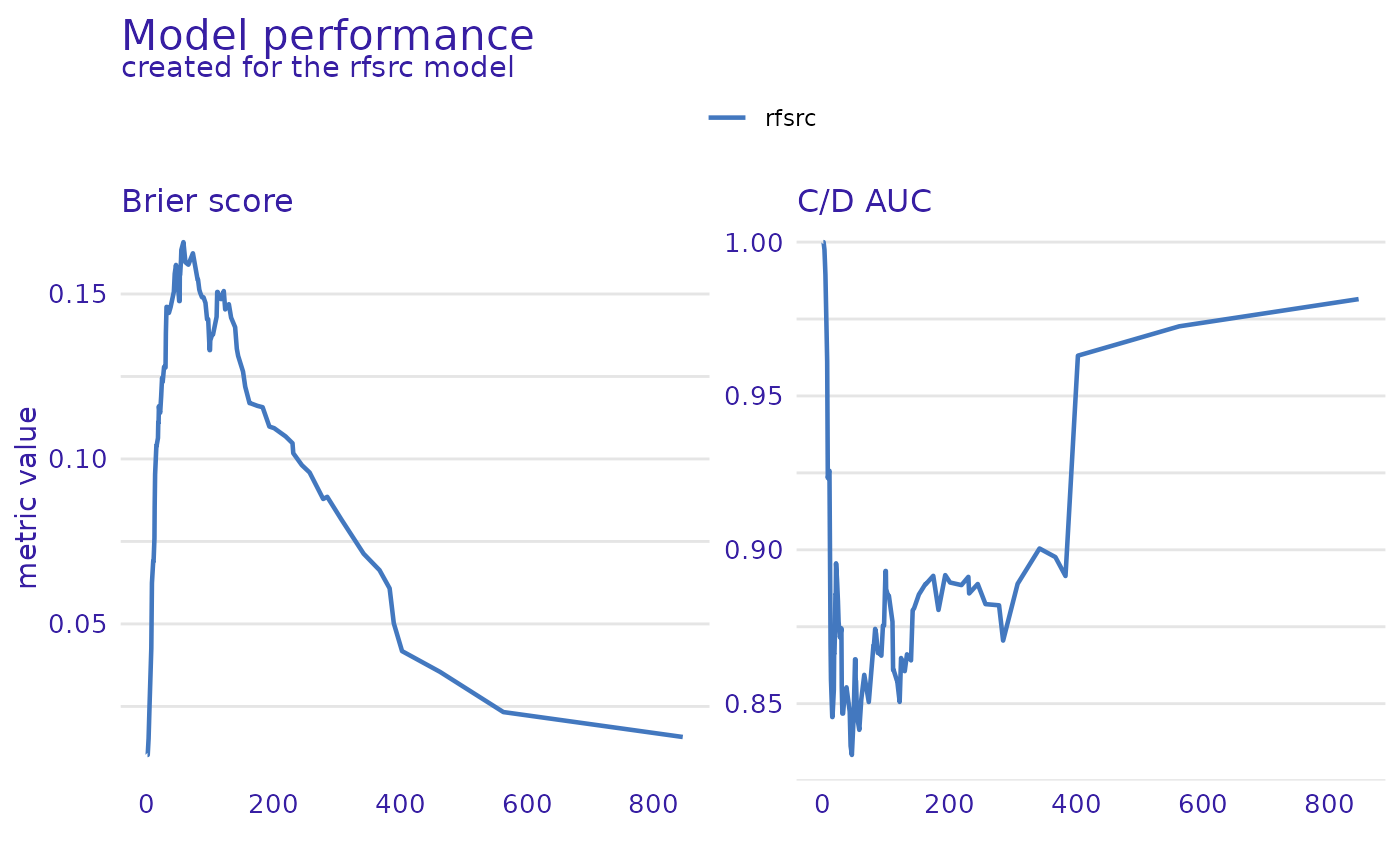 Model performance
created for the rfsrc model
rfsrc
Brier score
metric value
0.15
0.10
0.05
0 200 400 600 800
C/D AUC
1.00
0.95
0.90
0.85
0 200 400 600 800